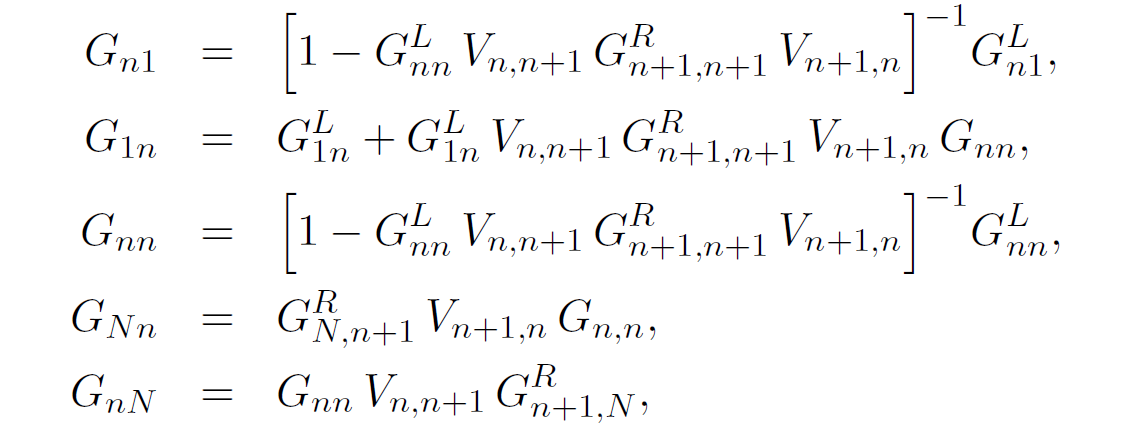 G_{n1} = [1 - G^L_{nn} V_{n,n+1} G^R_{n+1,n+1} V_{n+1,n}]^{-1} G^L_{n1},
G_{1n} = G^L_{1n} + G^L_{1n} V_{n,n+1} G^R_{n+1,n+1} V_{n+1,n} G_{nn},
G_{nn} = [1 - G^L_{nn} V_{n,n+1} G^R_{n+1,n+1} V_{n+1,n}]^{-1} G^L_{nn},
G_{Nn} = G^R_{N,n+1} V_{n+1,n} G_{n,n},
G_{nN} = G_{nn} V_{n,n+1} G^R_{n+1,N},